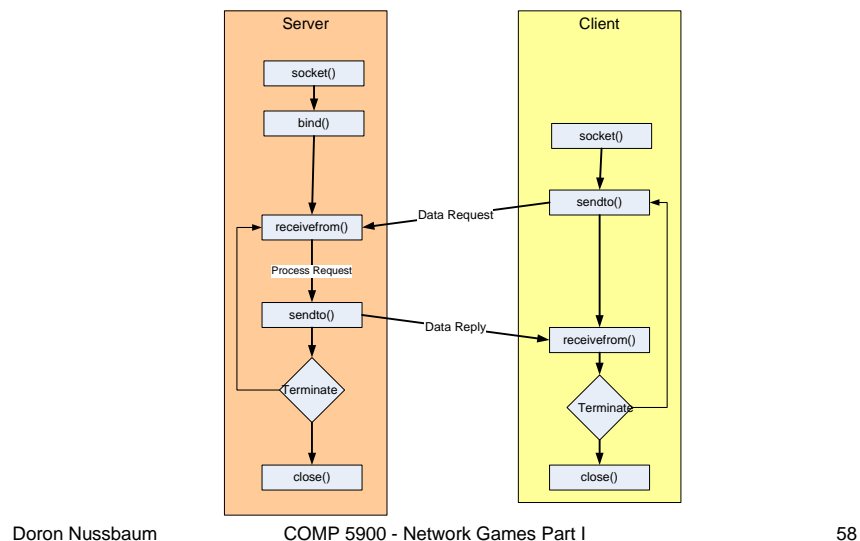 Server
socket()
bind()
receivefrom()
Process Request
sendto()
Terminate
close()
Data Request
Data Reply
Client
socket()
sendto()
receivefrom()
Terminate
close()
Doron Nussbaum
COMP 5900 - Network Games Part I
58